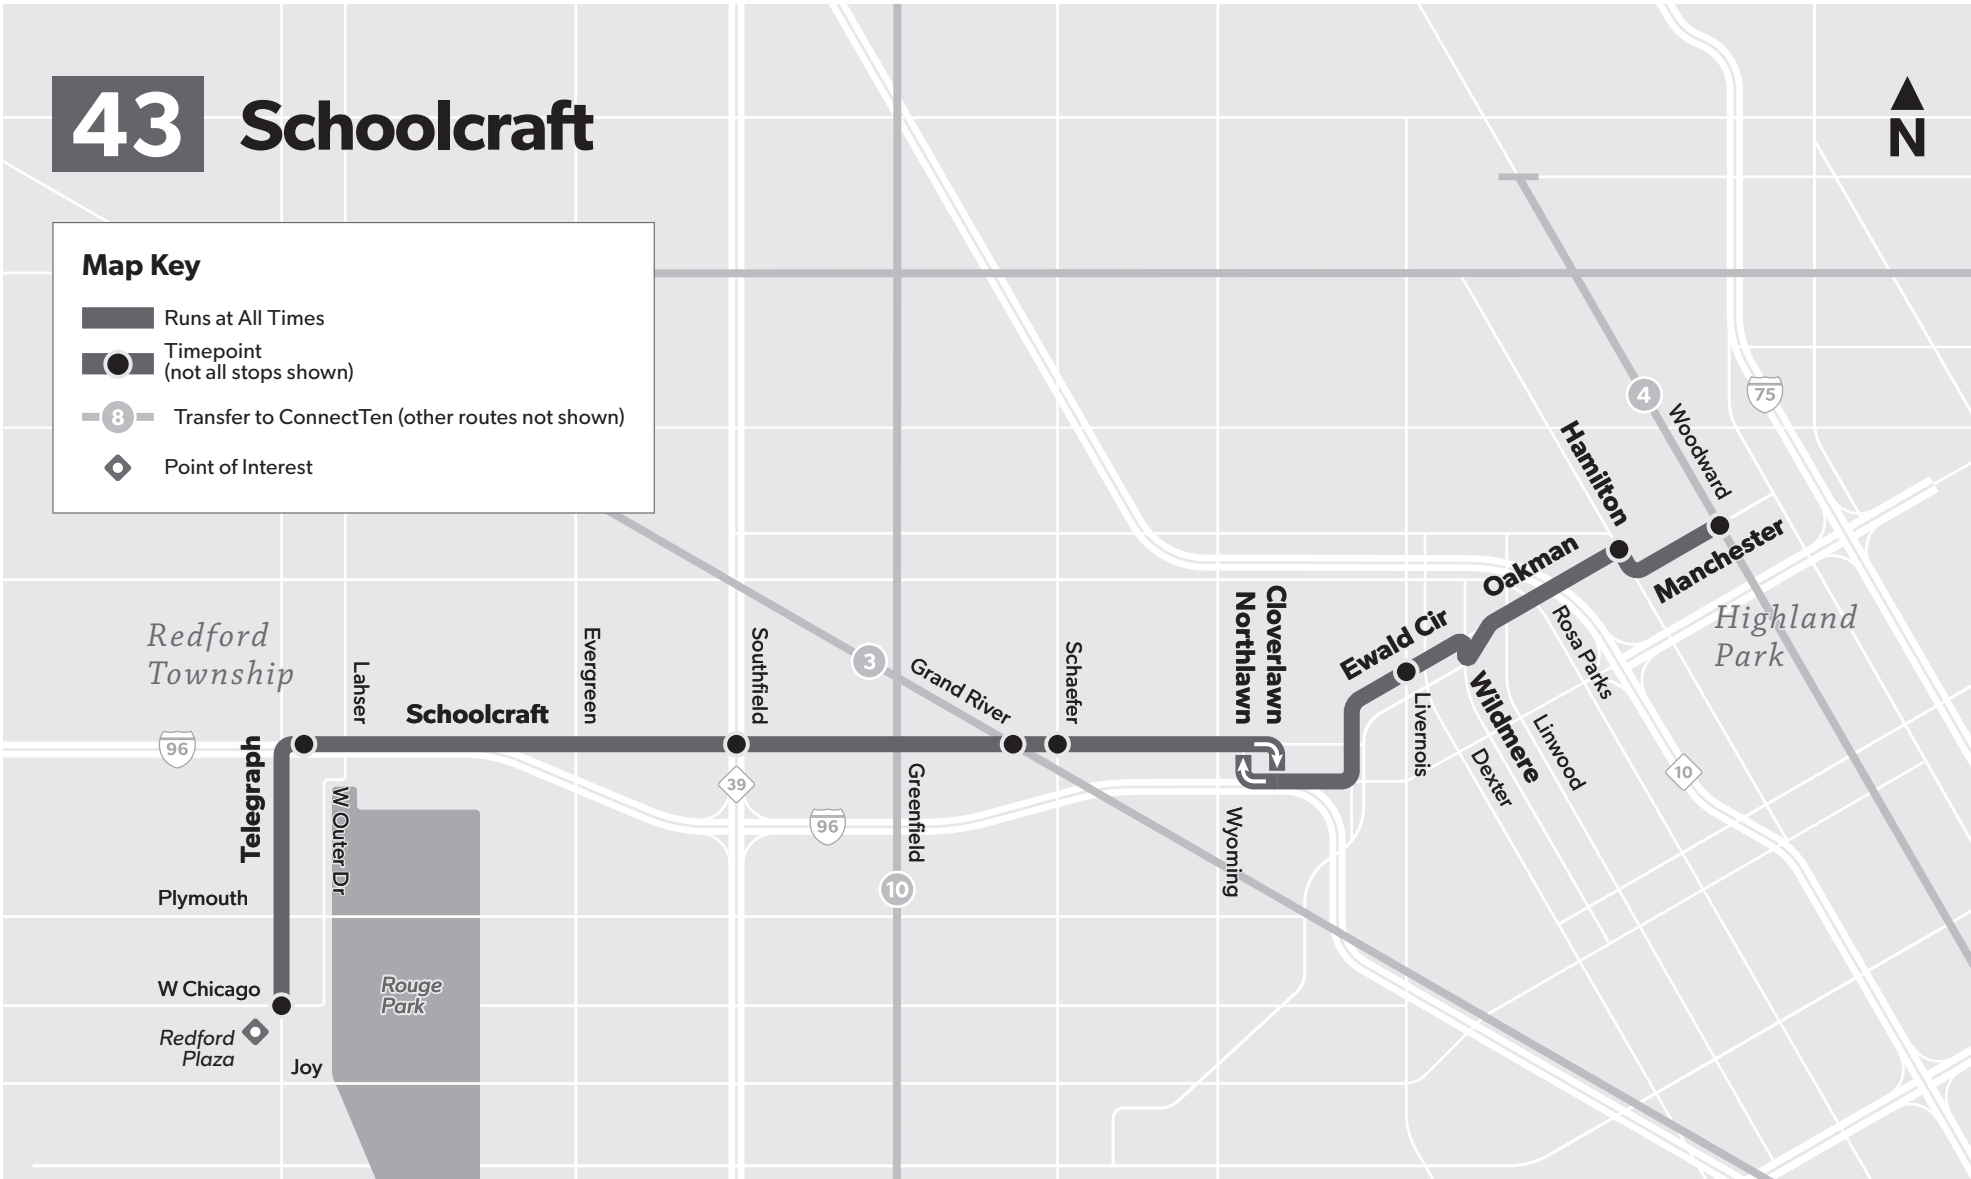 43 Schoolcraft
N
Map Key
Runs at All Times
Timepoint
(not all stops shown)
8
Transfer to ConnectTen (other routes not shown)
Point of Interest
4
Woodward
75
Hamilton
Manchester
Oakman
Highland
Park
Rosa Parks
Ewald Cir
Cloverlawn
Northlawn
Wildmere
Livernois
Linwood
Dexter
10
Redford
Township
Lahser
Schoolcraft
Evergreen
Southfield
3
Grand River
Schaefer
96
Telegraph
39
96
Greenfield
10
Wyoming
W Outer Dr
Plymouth
W Chicago
Rouge
Park
Redford
Plaza
Joy